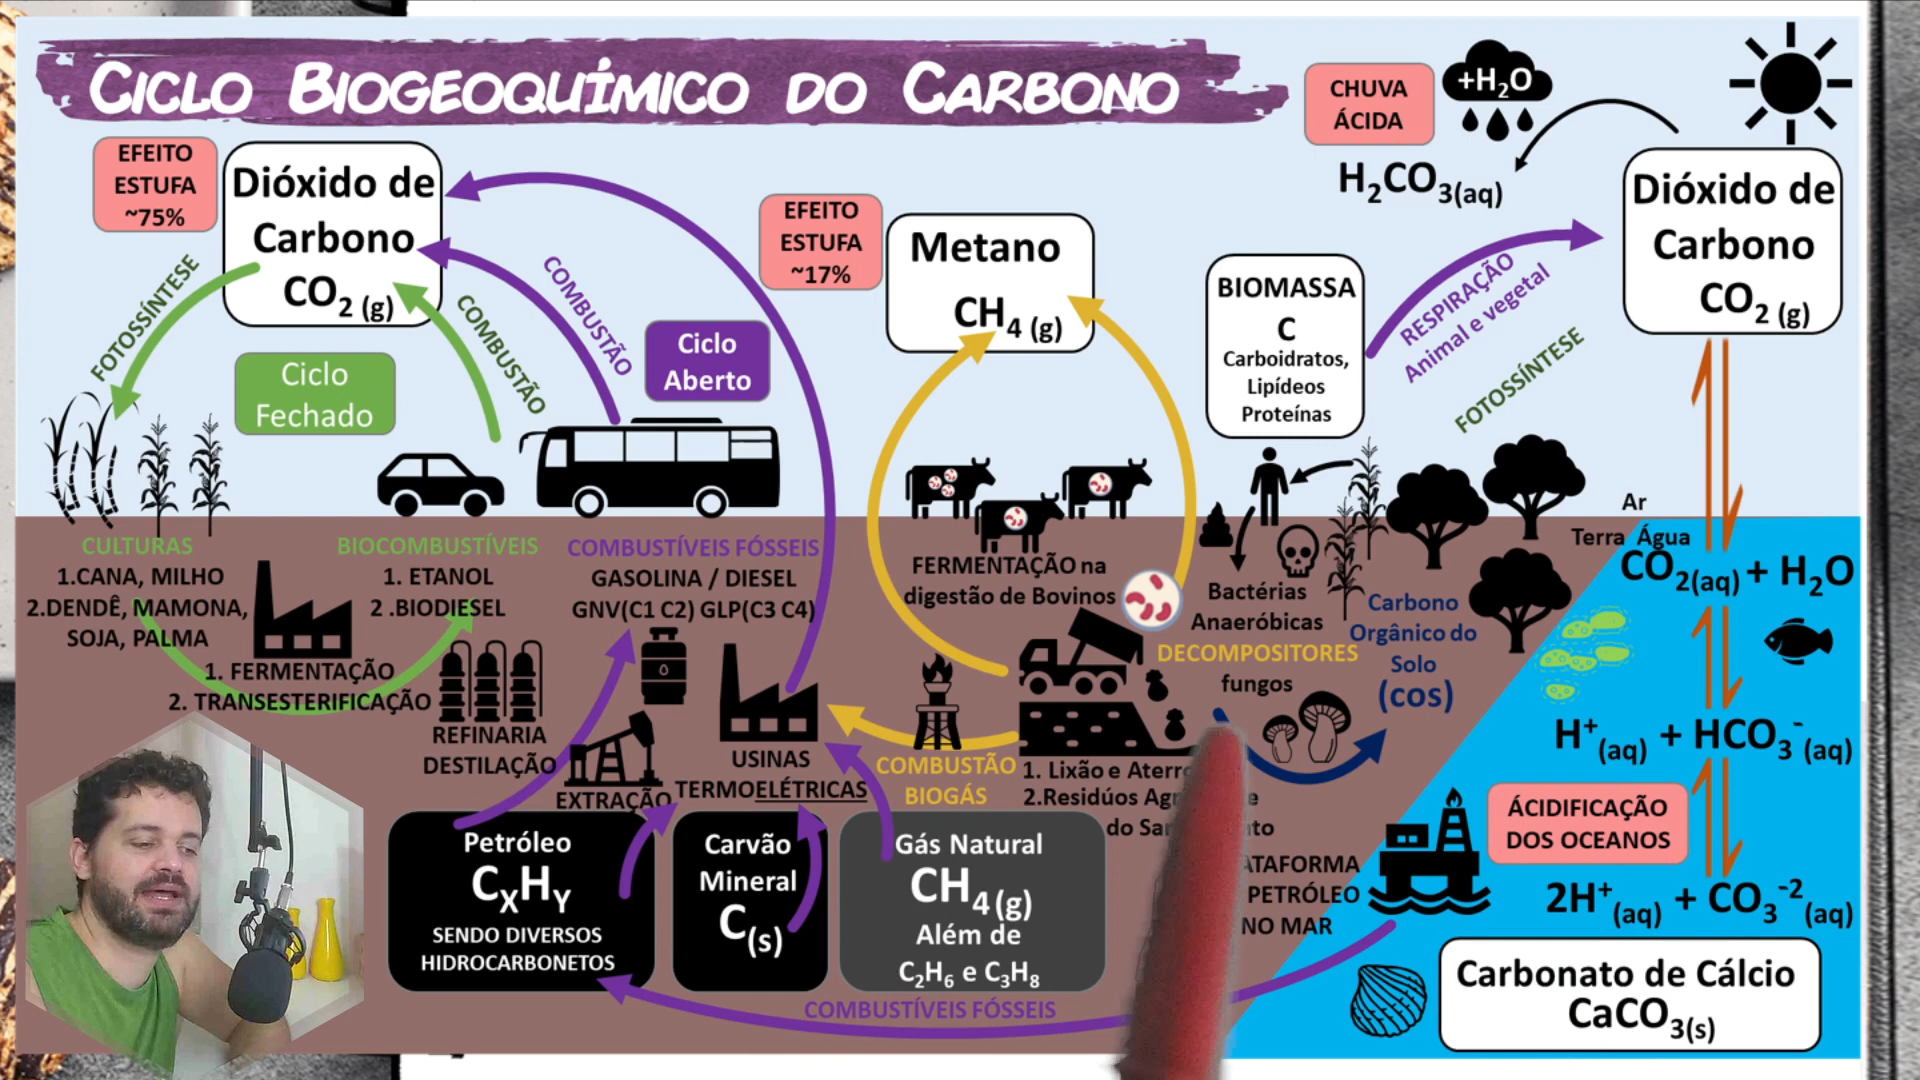 CICLO BIOGEOQUÍMICO DO CARBONO
CHUVA
ÁCIDA
+H₂O
H₂CO₃(aq)
EFEITO
ESTUFA
~75%
Dióxido de
Carbono
CO₂ (g)
FOTOSSÍNTESE
COMBUSTÃO
COMBUSTÃO
Ciclo
Fechado
Ciclo
Aberto
EFEITO
ESTUFA
~17%
Metano
CH₄ (g)
BIOMASSA
C
Carboidratos,
Lipídeos
Proteínas
RESPIRAÇÃO
Animal e vegetal
FOTOSSÍNTESE
Dióxido de
Carbono
CO₂ (g)
Ar
Terra
Água
CULTURAS
1.CANA, MILHO
2.DENDÊ, MAMONA,
SOJA, PALMA
BIOCOMBUSTÍVEIS
1. ETANOL
2 .BIODIESEL
1. FERMENTAÇÃO
2. TRANSESTERIFICAÇÃO
COMBUSTÍVEIS FÓSSEIS
GASOLINA / DIESEL
GNV(C1 C2) GLP(C3 C4)
REFINARIA
DESTILAÇÃO
EXTRAÇÃO
USINAS
TERMOELÉTRICAS
FERMENTAÇÃO na
digestão de Bovinos
COMBUSTÃO
BIOGÁS
1. Lixão e
2.Residúos
Bactérias
Anaeróbicas
DECOMPOSITORES
fungos
Carbono
Orgânico do
Solo
(COS)
Petróleo
CₓHᵧ
SENDO DIVERSOS
HIDROCARBONETOS
Carvão
Mineral
C(s)
Gás Natural
CH₄(g)
Além de
C₂H₆ e C₃H₈
COMBUSTÍVEIS FÓSSEIS
PETRÓLEO
NO MAR
CO₂(aq) + H₂O
H⁺(aq) + HCO₃⁻(aq)
ÁCIDIFICAÇÃO
DOS OCEANOS
2H⁺(aq) + CO₃⁻²(aq)
Carbonato de Cálcio
CaCO₃(s)